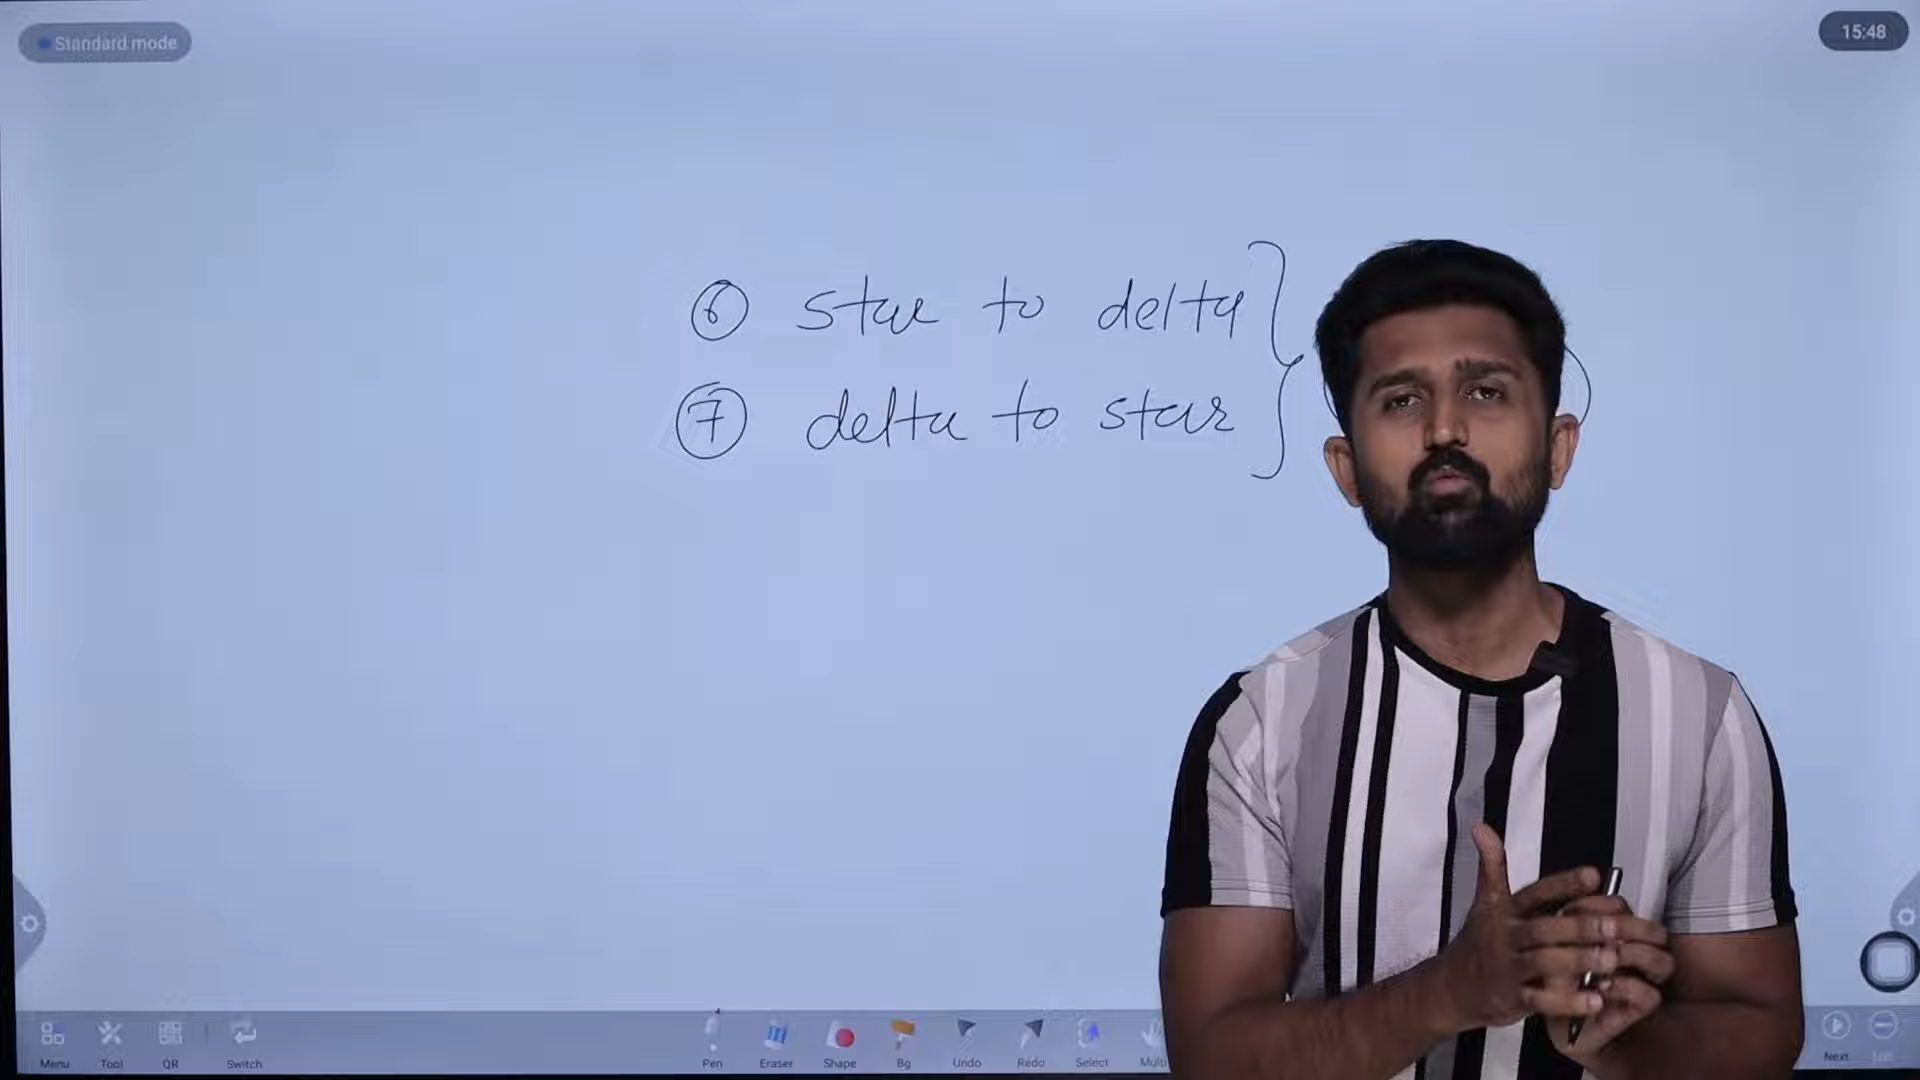 Standard mode
15:48
6 star to delta
7 delta to star
Menu Tool QR Switch Pen Eraser Shape Bg Undo Redo Select Next